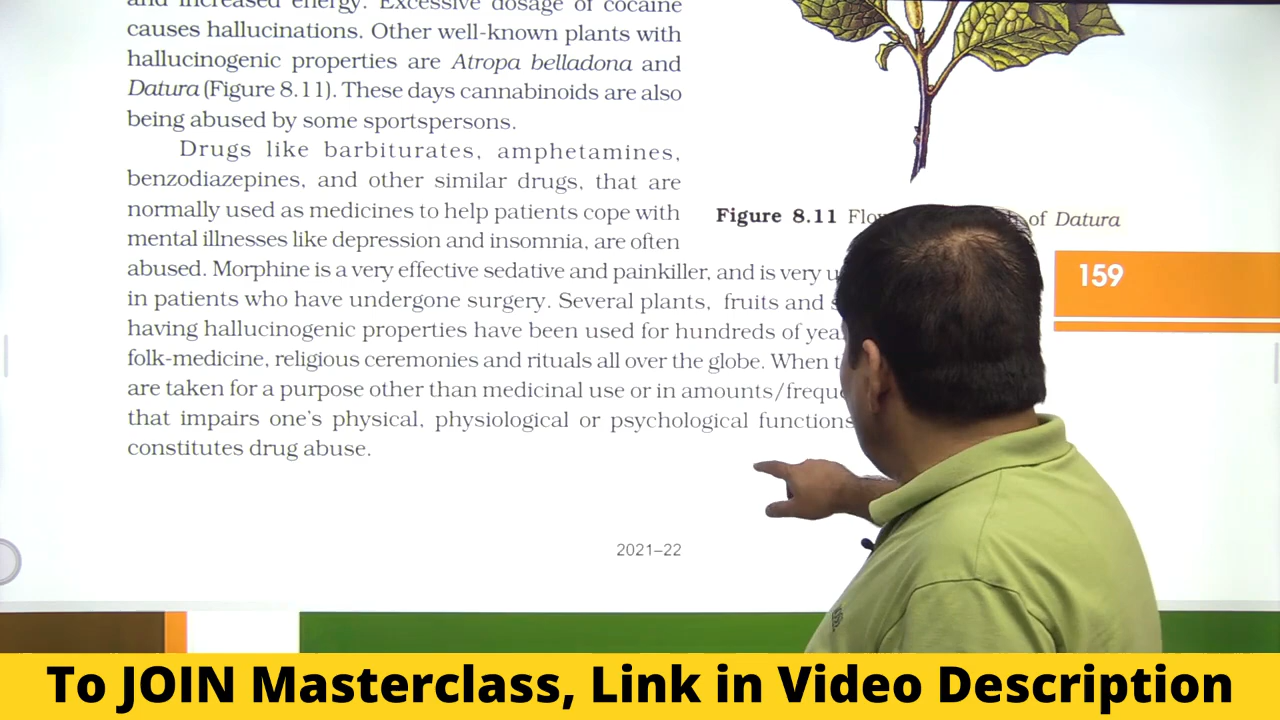 and increased energy. Excessive dosage of cocaine
causes hallucinations. Other well-known plants with
hallucinogenic properties are Atropa belladona and
Datura (Figure 8.11). These days cannabinoids are also
being abused by some sportspersons.
Drugs like barbiturates, amphetamines,
benzodiazepines, and other similar drugs, that are
normally used as medicines to help patients cope with
mental illnesses like depression and insomnia, are often
abused. Morphine is a very effective sedative and painkiller, and is very
in patients who have undergone surgery. Several plants, fruits and
having hallucinogenic properties have been used for hundreds of
folk-medicine, religious ceremonies and rituals all over the globe. When
are taken for a purpose other than medicinal use or in
that impairs one's physical, physiological or psychological functions
constitutes drug abuse.
Figure 8.11 of Datura
159
2021–22
To JOIN Masterclass, Link in Video Description